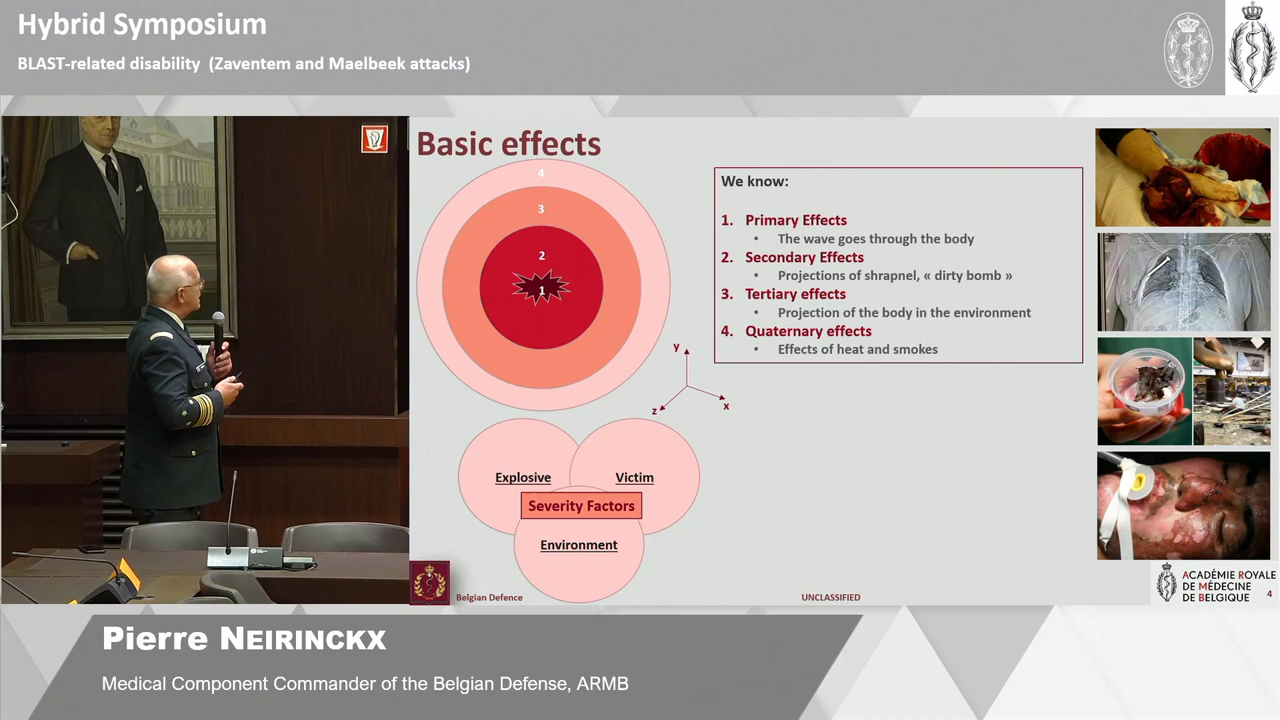 Hybrid Symposium
BLAST-related disability (Zaventem and Maelbeek attacks)
Basic effects
4
3
2
1
We know:
1. Primary Effects
• The wave goes through the body
2. Secondary Effects
• Projections of shrapnel, « dirty bomb »
3. Tertiary effects
• Projection of the body in the environment
4. Quaternary effects
• Effects of heat and smokes
y
z
x
Explosive
Victim
Severity Factors
Environment
Belgian Defence
UNCLASSIFIED
ACADÉMIE ROYALE
DE MÉDECINE
DE BELGIQUE
4
Pierre NEIRINCKX
Medical Component Commander of the Belgian Defense, ARMB